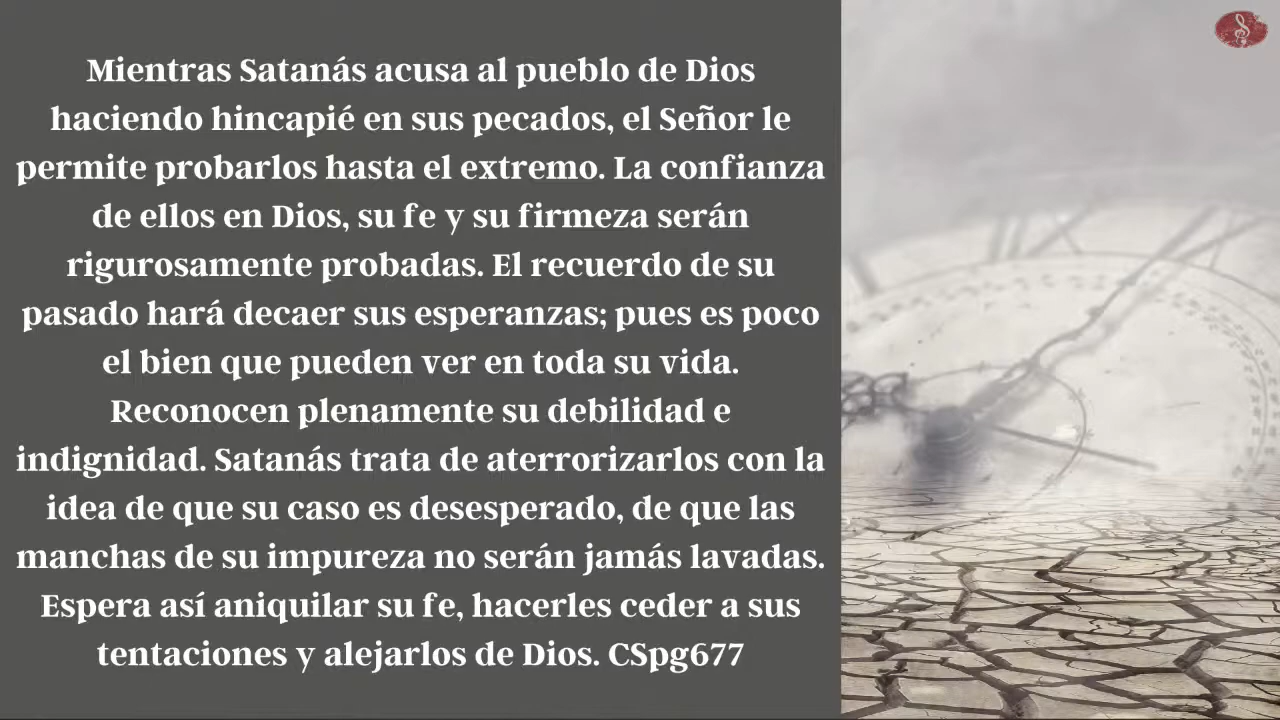 Mientras Satanás acusa al pueblo de Dios
haciendo hincapié en sus pecados, el Señor le
permite probarlos hasta el extremo. La confianza
de ellos en Dios, su fe y su firmeza serán
rigurosamente probadas. El recuerdo de su
pasado hará decaer sus esperanzas; pues es poco
el bien que pueden ver en toda su vida.
Reconocen plenamente su debilidad e
indignidad. Satanás trata de aterrorizarlos con la
idea de que su caso es desesperado, de que las
manchas de su impureza no serán jamás lavadas.
Espera así aniquilar su fe, hacerles ceder a sus
tentaciones y alejarlos de Dios. CSpg677